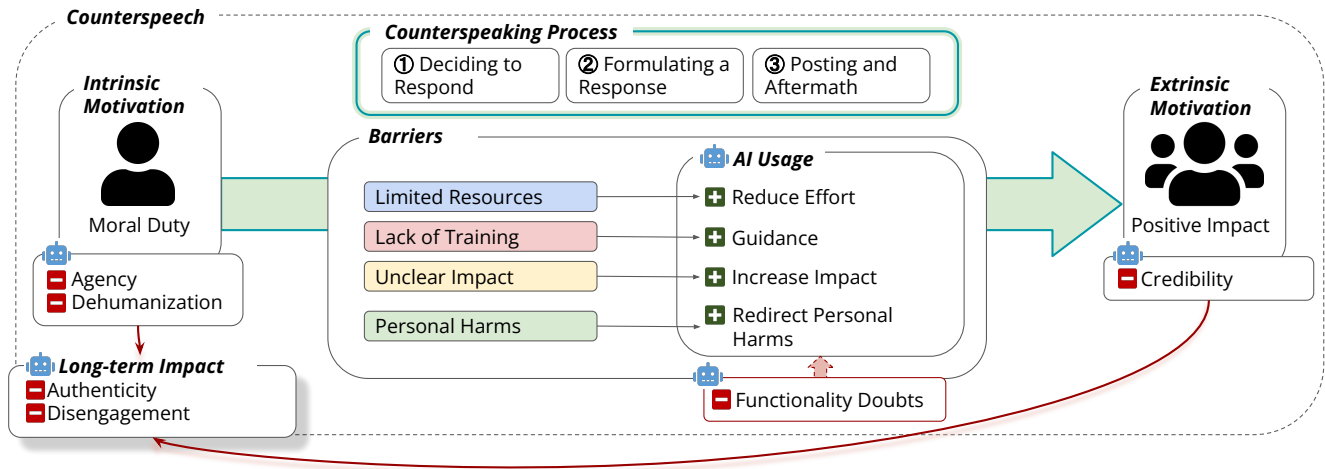 Counterspeech
Counterspeaking Process
① Deciding to
Respond
② Formulating a
Response
③ Posting and
Aftermath
Intrinsic
Motivation
Moral Duty
Agency
Dehumanization
Long-term Impact
Authenticity
Disengagement
Barriers
Limited Resources
Lack of Training
Unclear Impact
Personal Harms
AI Usage
Reduce Effort
Guidance
Increase Impact
Redirect Personal
Harms
Functionality Doubts
Extrinsic
Motivation
Positive Impact
Credibility